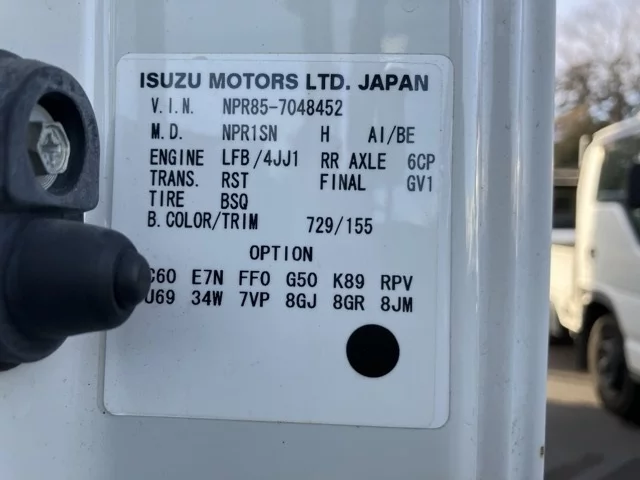 ISUZU MOTORS LTD. JAPAN
V.I.N. NPR85-7048452
M.D. NPR1SN H AI/BE
ENGINE LFB/4JJ1 RR AXLE 6CP
TRANS. RST FINAL GV1
TIRE BSQ
B.COLOR/TRIM 729/155
OPTION
C60 E7N FF0 G50 K89 RPV
U69 34W 7VP 8GJ 8GR 8JM